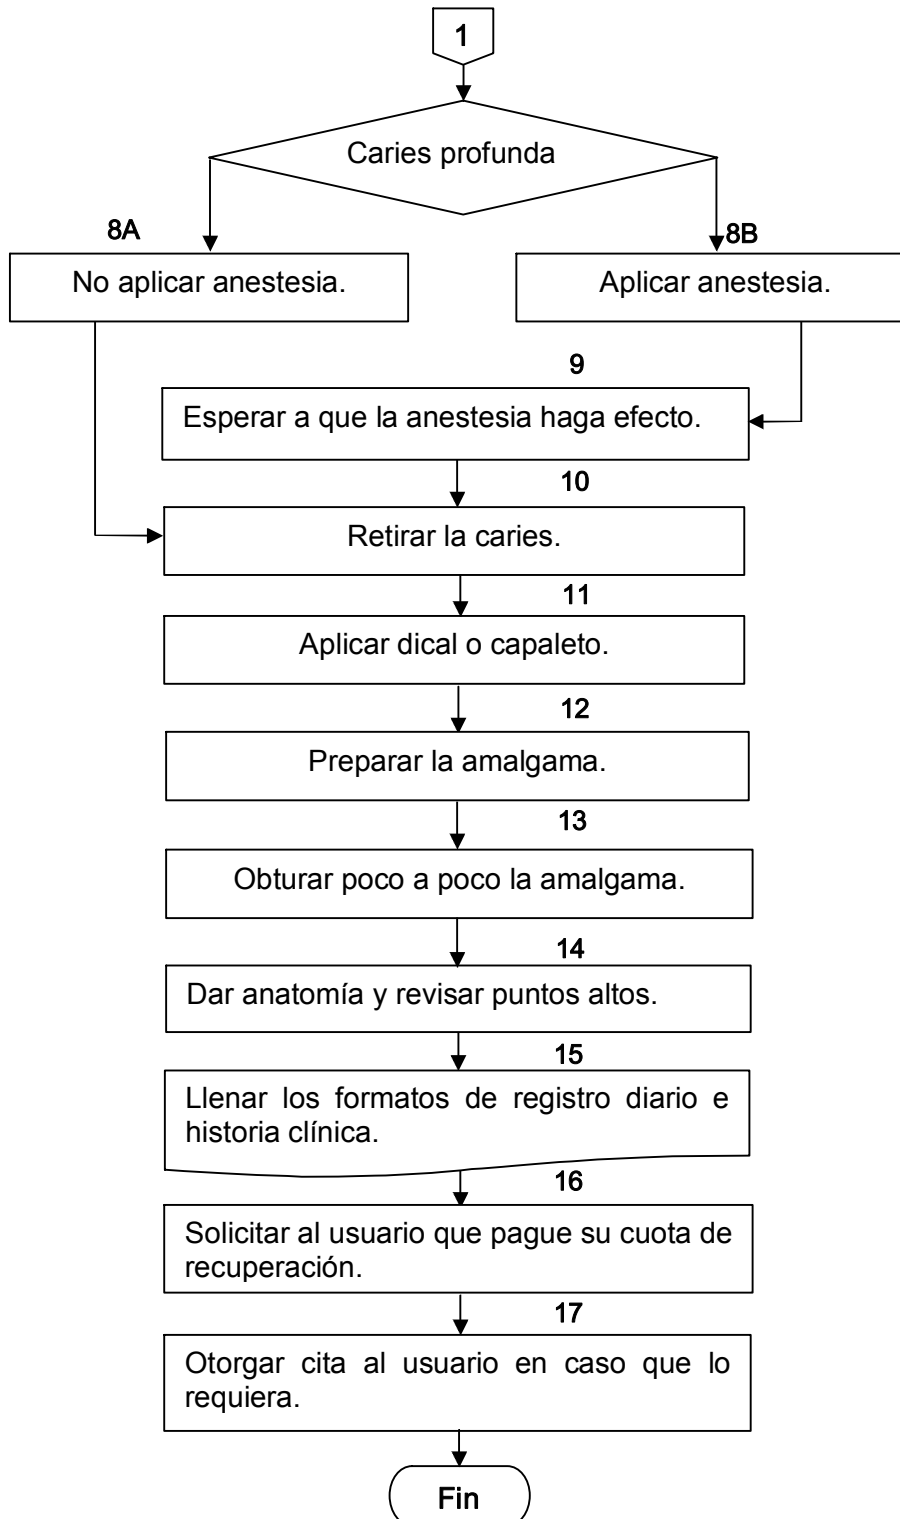 1
Caries profunda
8A
8B
No aplicar anestesia.
Aplicar anestesia.
9
Esperar a que la anestesia haga efecto.
10
Retirar la caries.
11
Aplicar dical o capaleto.
12
Preparar la amalgama.
13
Obturar poco a poco la amalgama.
14
Dar anatomía y revisar puntos altos.
15
Llenar los formatos de registro diario e
historia clínica.
16
Solicitar al usuario que pague su cuota de
recuperación.
17
Otorgar cita al usuario en caso que lo
requiera.
Fin